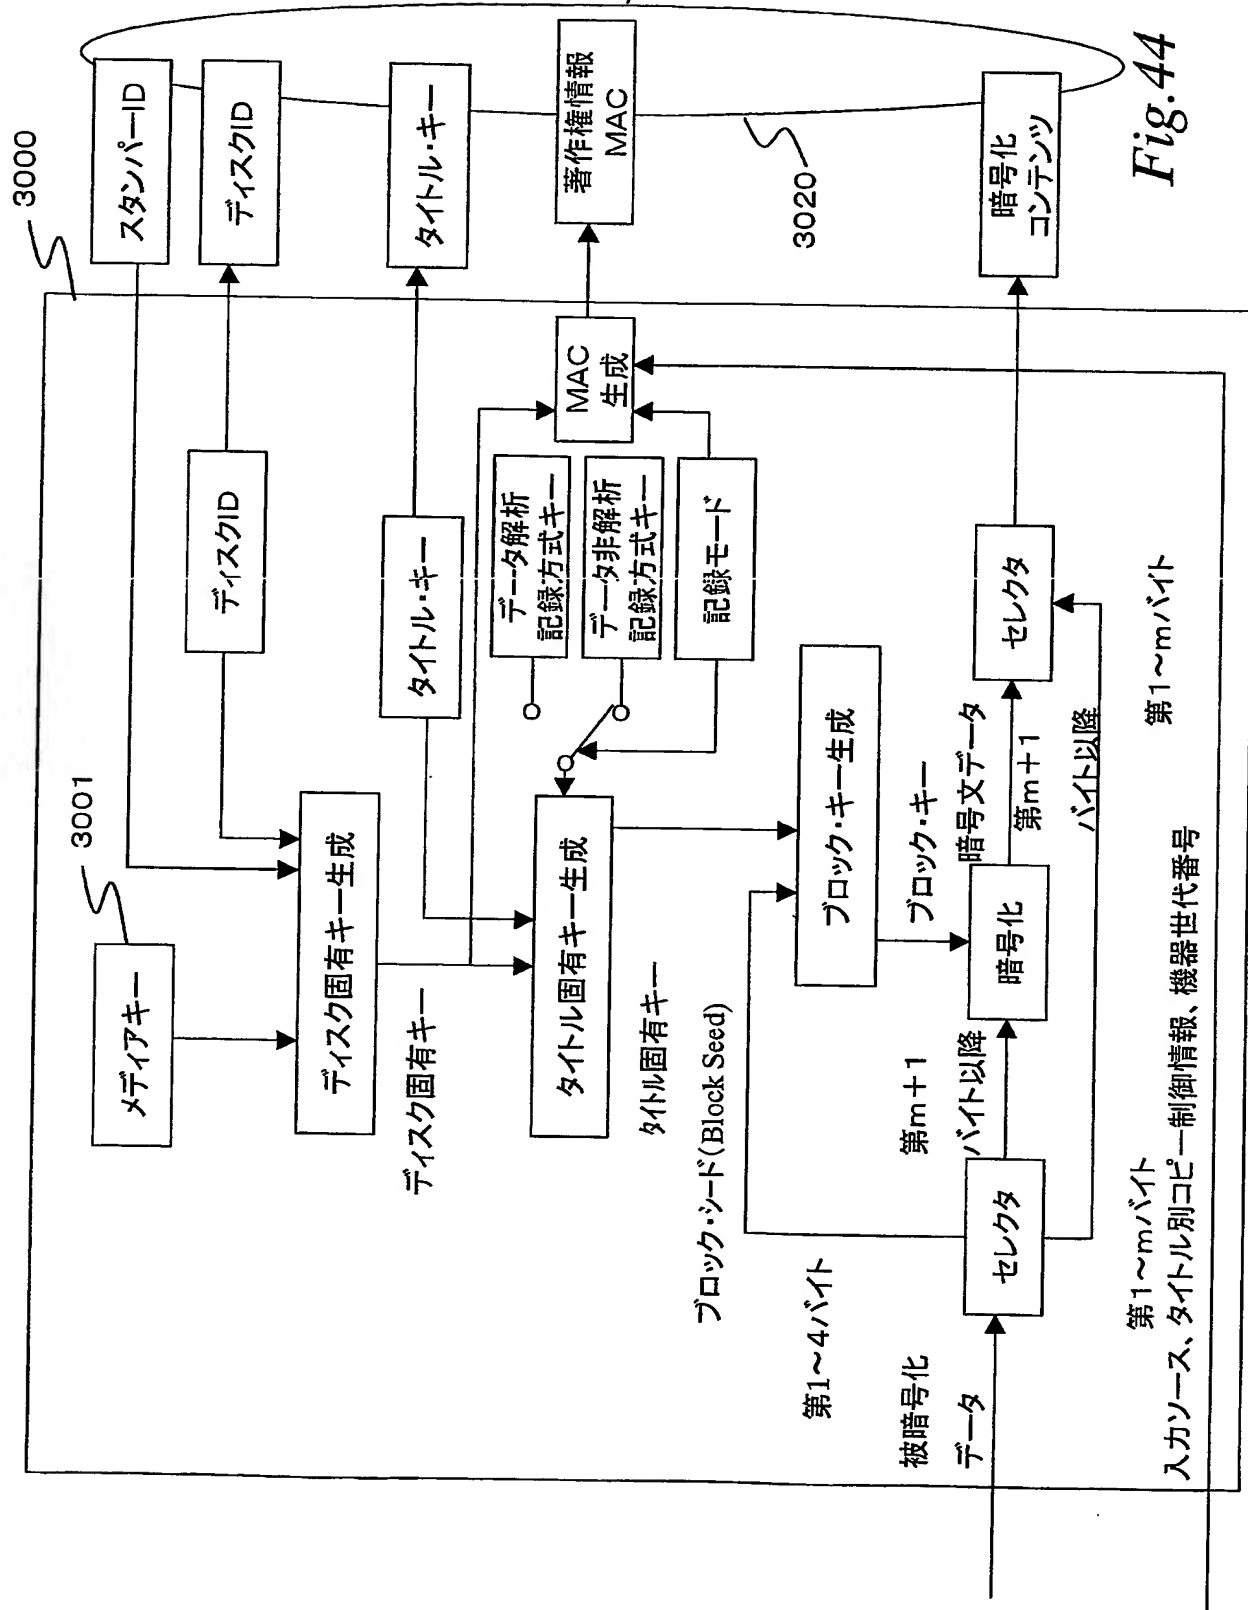 3000
3001
メディアキー
スタンパーID
ディスクID
ディスクID
ディスク固有キー生成
ディスク固有キー
タイトル・キー
タイトル・キー
タイトル固有キー生成
タイトル固有キー
データ解析
記録方式キー
データ非解析
記録方式キー
記録モード
MAC
生成
著作権情報
MAC
3020
ブロック・シード(Block Seed)
第1~4バイト
ブロック・キー生成
ブロック・キー
被暗号化
データ
セレクタ
第m+1
バイト以降
暗号化
暗号文データ
第m+1
バイト以降
セレクタ
暗号化
コンテンツ
第1~mバイト
第1~mバイト
入力ソース、タイトル別コピー制御情報、機器世代番号
Fig.44